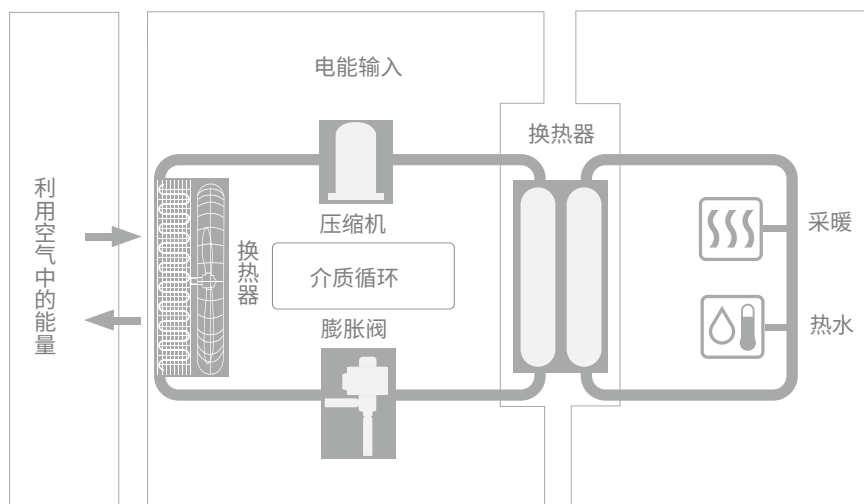 电能输入
换热器
利用空气中的能量
压缩机
换热器
介质循环
膨胀阀
采暖
热水